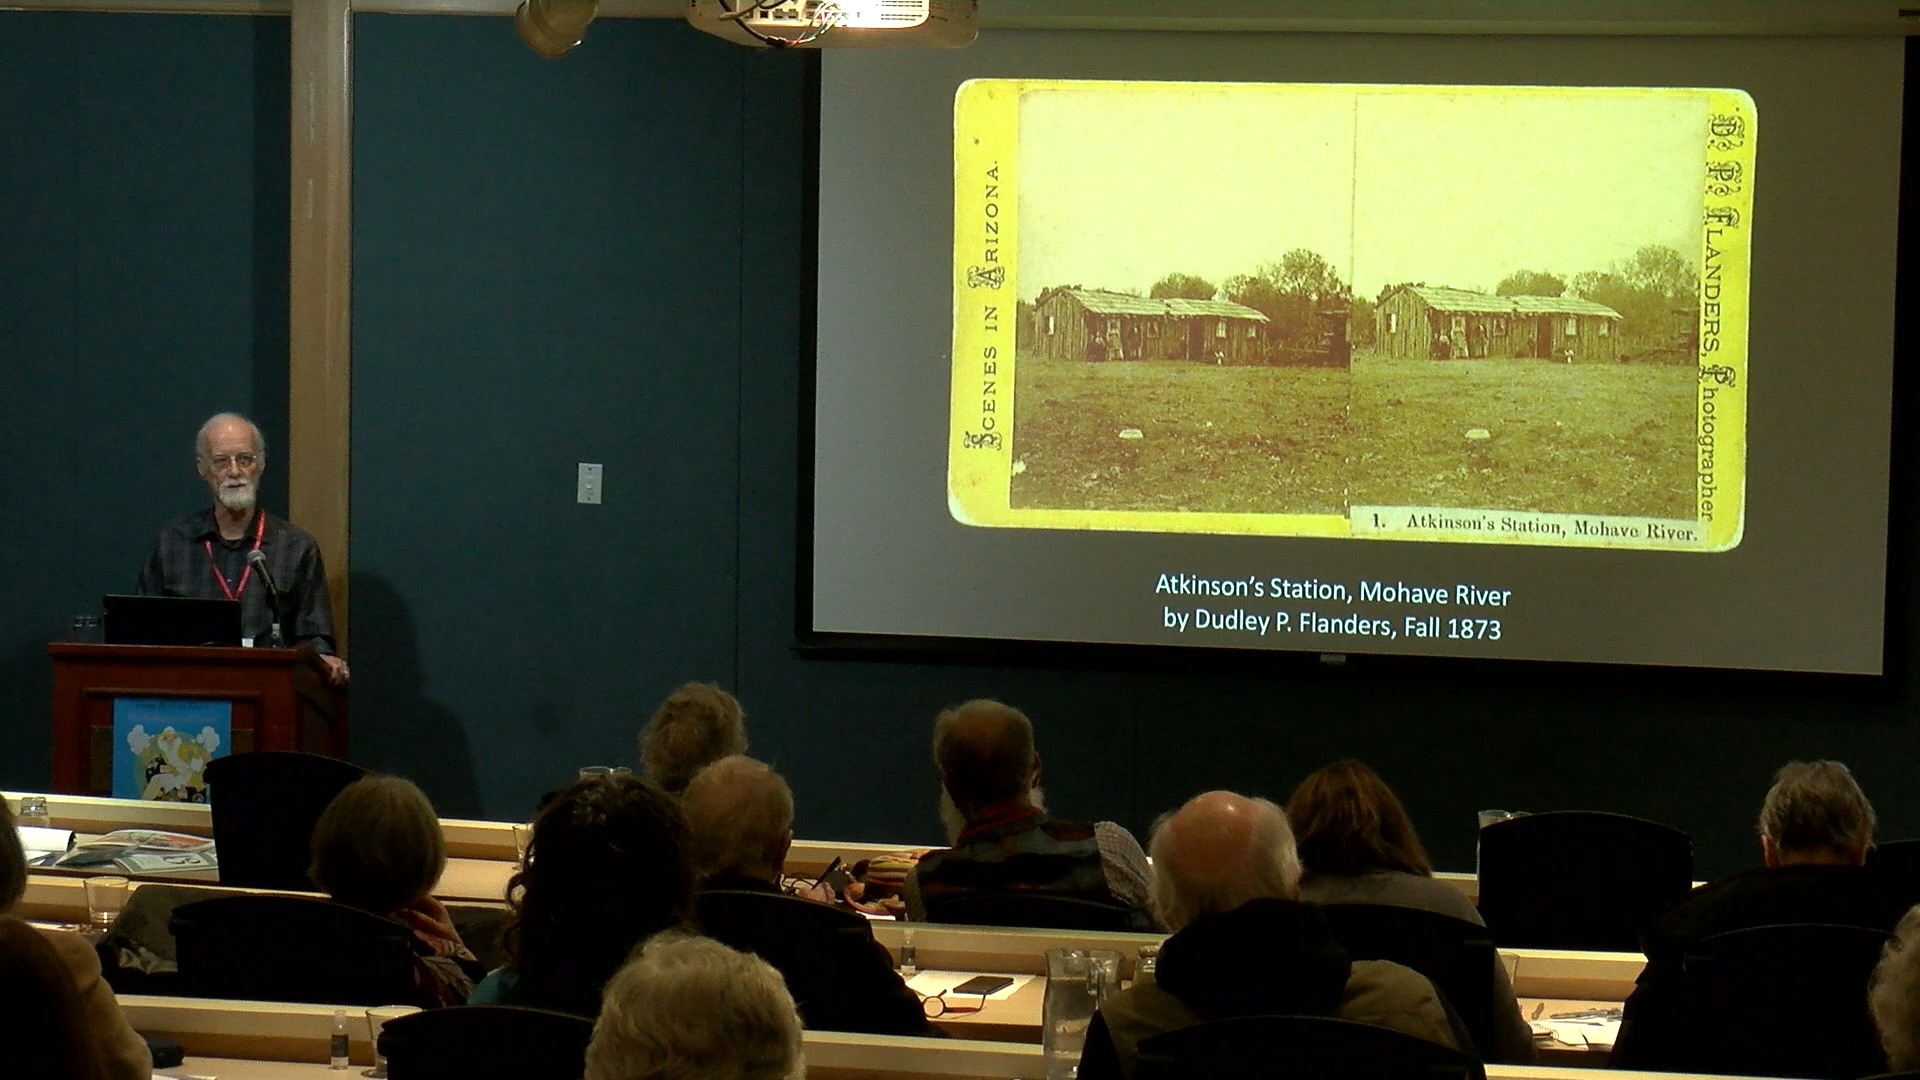 SCENES IN ARIZONA.
D. P. FLANDERS, Photographer
1. Atkinson's Station, Mohave River.
Atkinson's Station, Mohave River
by Dudley P. Flanders, Fall 1873